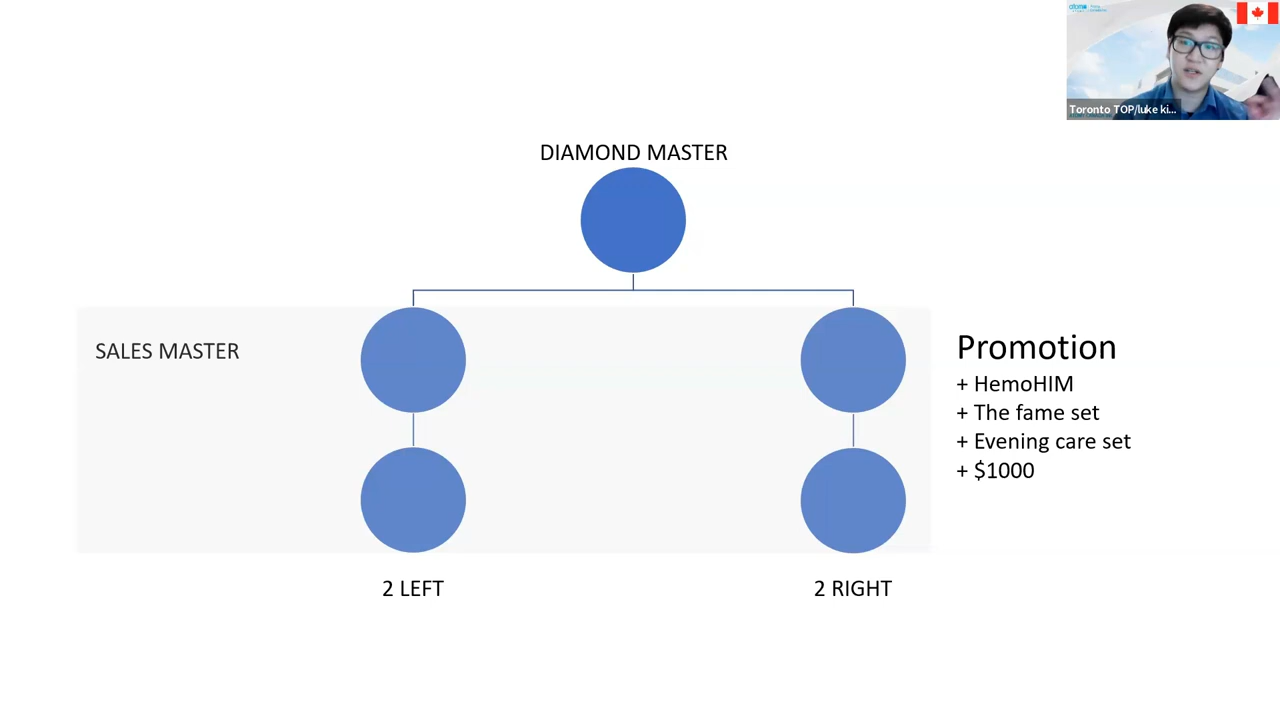 Toronto TOP/luke ki...
DIAMOND MASTER
SALES MASTER
Promotion
+ HemoHIM
+ The fame set
+ Evening care set
+ $1000
2 LEFT
2 RIGHT